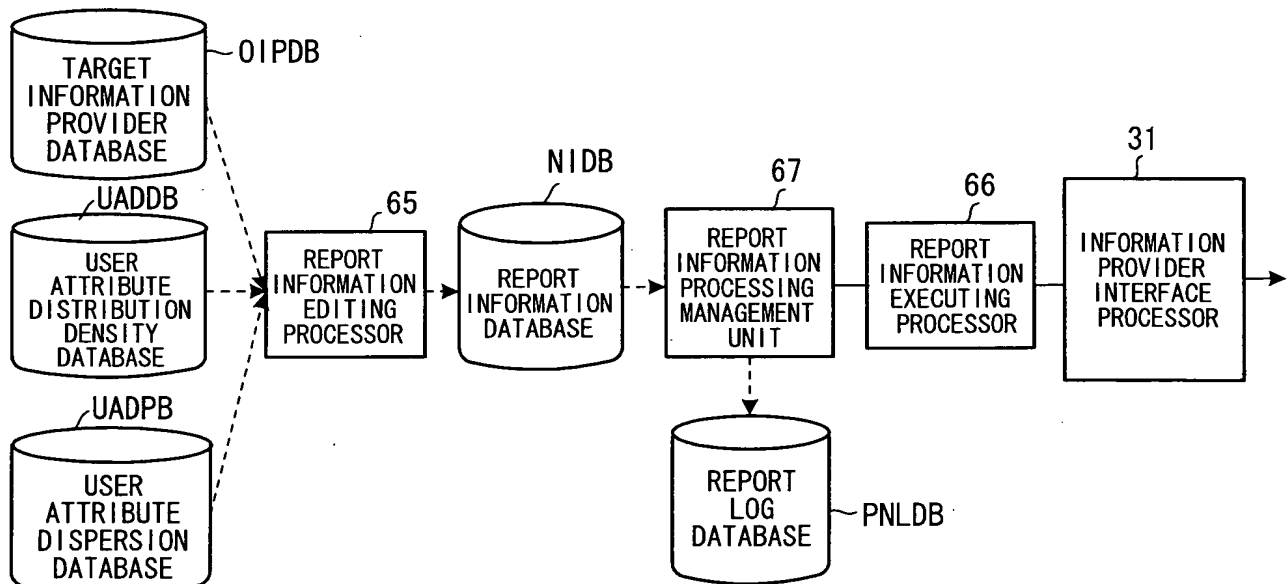 OIPDB
TARGET
INFORMATION
PROVIDER
DATABASE
UADDB
USER
ATTRIBUTE
DISTRIBUTION
DENSITY
DATABASE
UADPB
USER
ATTRIBUTE
DISPERSION
DATABASE
65
REPORT
INFORMATION
EDITING
PROCESSOR
NIDB
REPORT
INFORMATION
DATABASE
67
REPORT
INFORMATION
PROCESSING
MANAGEMENT
UNIT
REPORT
LOG
DATABASE
PNLDB
66
REPORT
INFORMATION
EXECUTING
PROCESSOR
31
INFORMATION
PROVIDER
INTERFACE
PROCESSOR